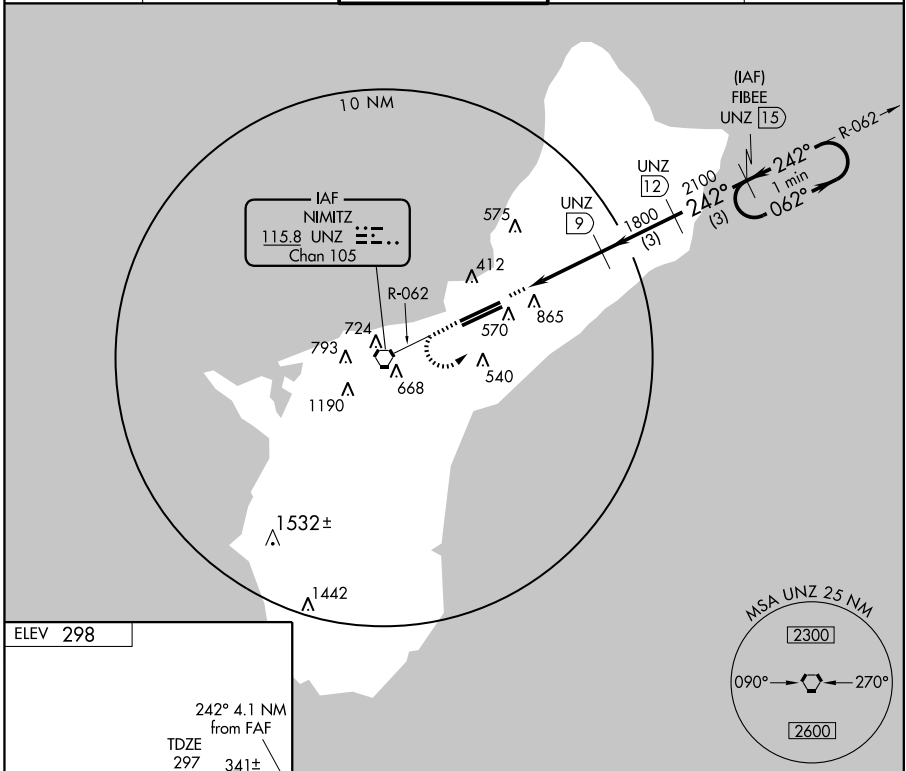 10 NM
(IAF)
FIBEE
UNZ 15
R-062
242°
1 min
062°
UNZ
12
2100
242°
(3)
UNZ
9
1800
(3)
IAF
NIMITZ
115.8 UNZ
Chan 105
575
412
R-062
724
793
570
865
668
540
1190
1532±
1442
MSA UNZ 25 NM
2300
090°
270°
2600
ELEV 298
242° 4.1 NM
from FAF
TDZE
297
341±